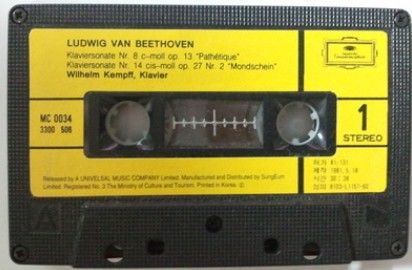 LUDWIG VAN BEETHOVEN
Klaviersonate Nr. 8 c-moll op. 13 "Pathétique"
Klaviersonate Nr. 14 cis-moll op. 27 Nr. 2 "Mondschein"
Wilhelm Kempff, Klavier
MC 0034
3300 506
1
STEREO
Released by A UNIVELSAL MUSIC COMPANY Limited. Manufactured and Distributed by SungEum
Limited. Registered No. 3 The Ministry of Culture and Tourism. Printed in Korea.